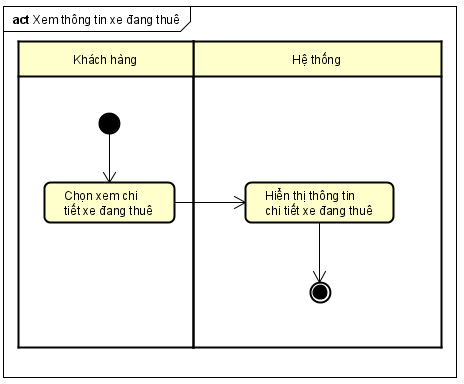 act Xem thông tin xe đang thuê
Khách hàng
Hệ thống
Chọn xem chi
tiết xe đang thuê
Hiển thị thông tin
chi tiết xe đang thuê